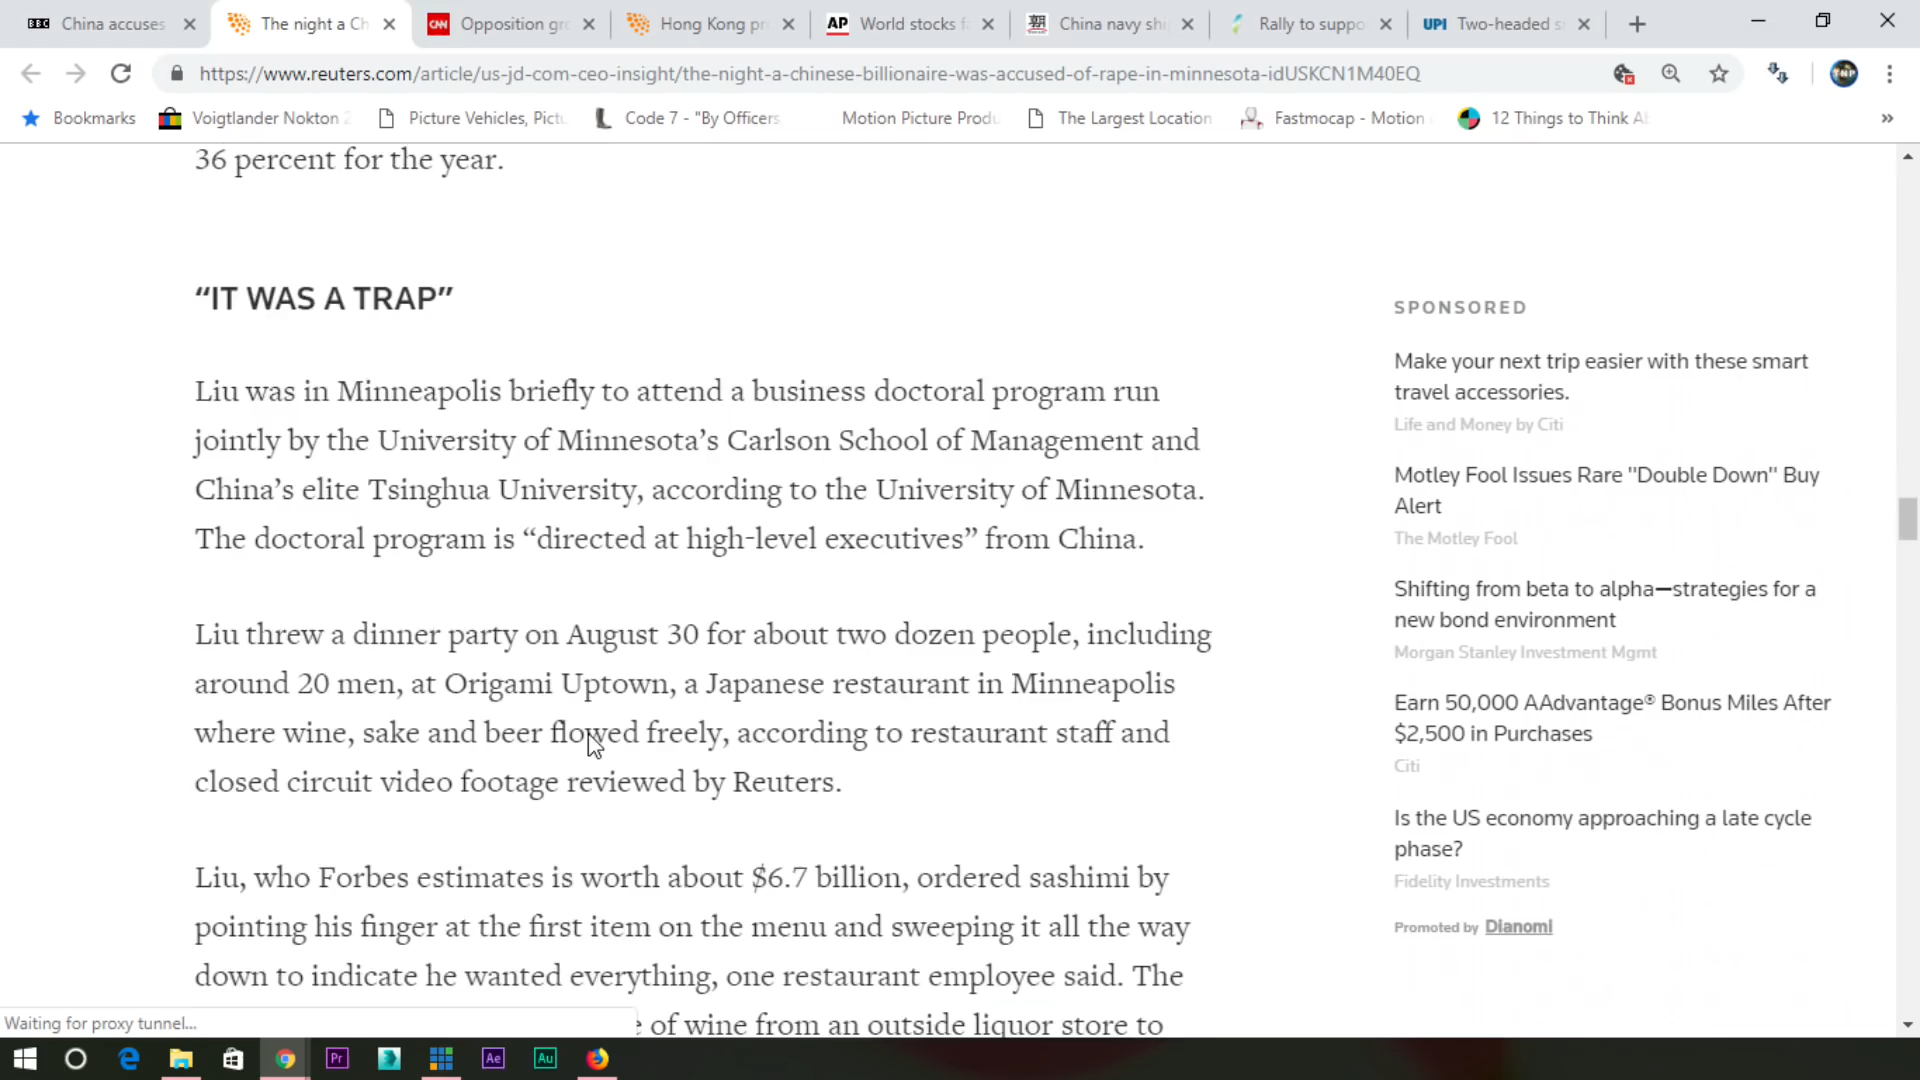 China accuses
The night a Ch
Opposition gr
Hong Kong pr
World stocks f
China navy shi
Rally to suppo
Two-headed s
https://www.reuters.com/article/us-jd-com-ceo-insight/the-night-a-chinese-billionaire-was-accused-of-rape-in-minnesota-idUSKCN1M40EQ
Bookmarks
Voigtlander Nokton 2
Picture Vehicles, Pict
Code 7 - "By Officers
Motion Picture Produ
The Largest Location
Fastmocap - Motion
12 Things to Think A
36 percent for the year.
“IT WAS A TRAP”
Liu was in Minneapolis briefly to attend a business doctoral program run
jointly by the University of Minnesota’s Carlson School of Management and
China’s elite Tsinghua University, according to the University of Minnesota.
The doctoral program is “directed at high-level executives” from China.
Liu threw a dinner party on August 30 for about two dozen people, including
around 20 men, at Origami Uptown, a Japanese restaurant in Minneapolis
where wine, sake and beer flowed freely, according to restaurant staff and
closed circuit video footage reviewed by Reuters.
Liu, who Forbes estimates is worth about $6.7 billion, ordered sashimi by
pointing his finger at the first item on the menu and sweeping it all the way
down to indicate he wanted everything, one restaurant employee said. The
of wine from an outside liquor store to
SPONSORED
Make your next trip easier with these smart
travel accessories.
Life and Money by Citi
Motley Fool Issues Rare "Double Down" Buy
Alert
The Motley Fool
Shifting from beta to alpha—strategies for a
new bond environment
Morgan Stanley Investment Mgmt
Earn 50,000 AAdvantage® Bonus Miles After
$2,500 in Purchases
Citi
Is the US economy approaching a late cycle
phase?
Fidelity Investments
Promoted by Dianomi
Waiting for proxy tunnel...